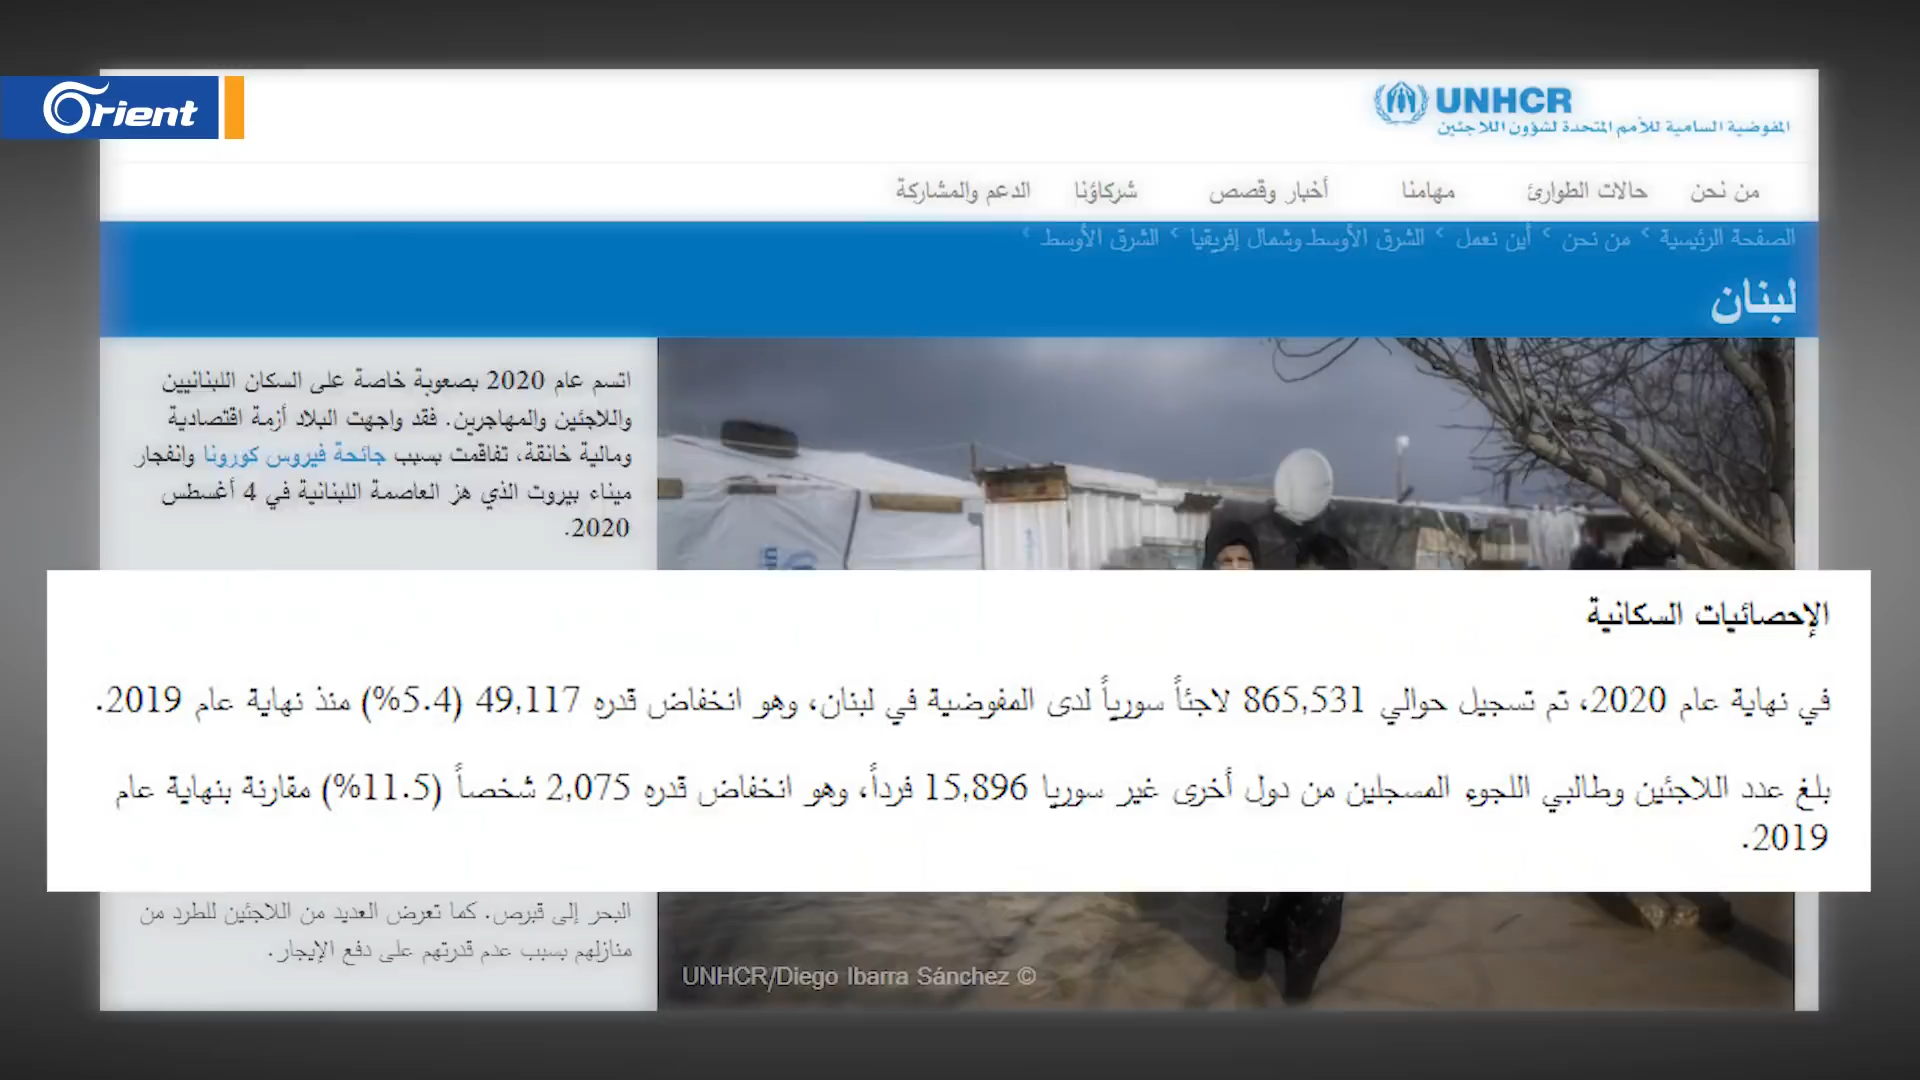 Orient
UNHCR
المفوضية السامية للأمم المتحدة لشؤون اللاجئين
من نحن حالات الطوارئ مهامنا أخبار وقصص شركاؤنا الدعم والمشاركة
الصفحة الرئيسية > من نحن > أين نعمل > الشرق الأوسط وشمال إفريقيا > الشرق الأوسط >
لبنان
اتسم عام 2020 بصعوبة خاصة على السكان اللبنانيين
واللاجئين والمهاجرين. فقد واجهت البلاد أزمة اقتصادية
ومالية خانقة، تفاقمت بسبب جائحة فيروس كورونا وانفجار
ميناء بيروت الذي هز العاصمة اللبنانية في 4 أغسطس
2020.
الإحصائيات السكانية
في نهاية عام 2020، تم تسجيل حوالي 865,531 لاجئاً سورياً لدى المفوضية في لبنان، وهو انخفاض قدره 49,117 (5.4%) منذ نهاية عام 2019.
بلغ عدد اللاجئين وطالبي اللجوء المسجلين من دول أخرى غير سوريا 15,896 فرداً، وهو انخفاض قدره 2,075 شخصاً (11.5%) مقارنة بنهاية عام
2019.
البحر إلى قبرص. كما تعرض العديد من اللاجئين للطرد من
منازلهم بسبب عدم قدرتهم على دفع الإيجار.
UNHCR/Diego Ibarra Sánchez ©